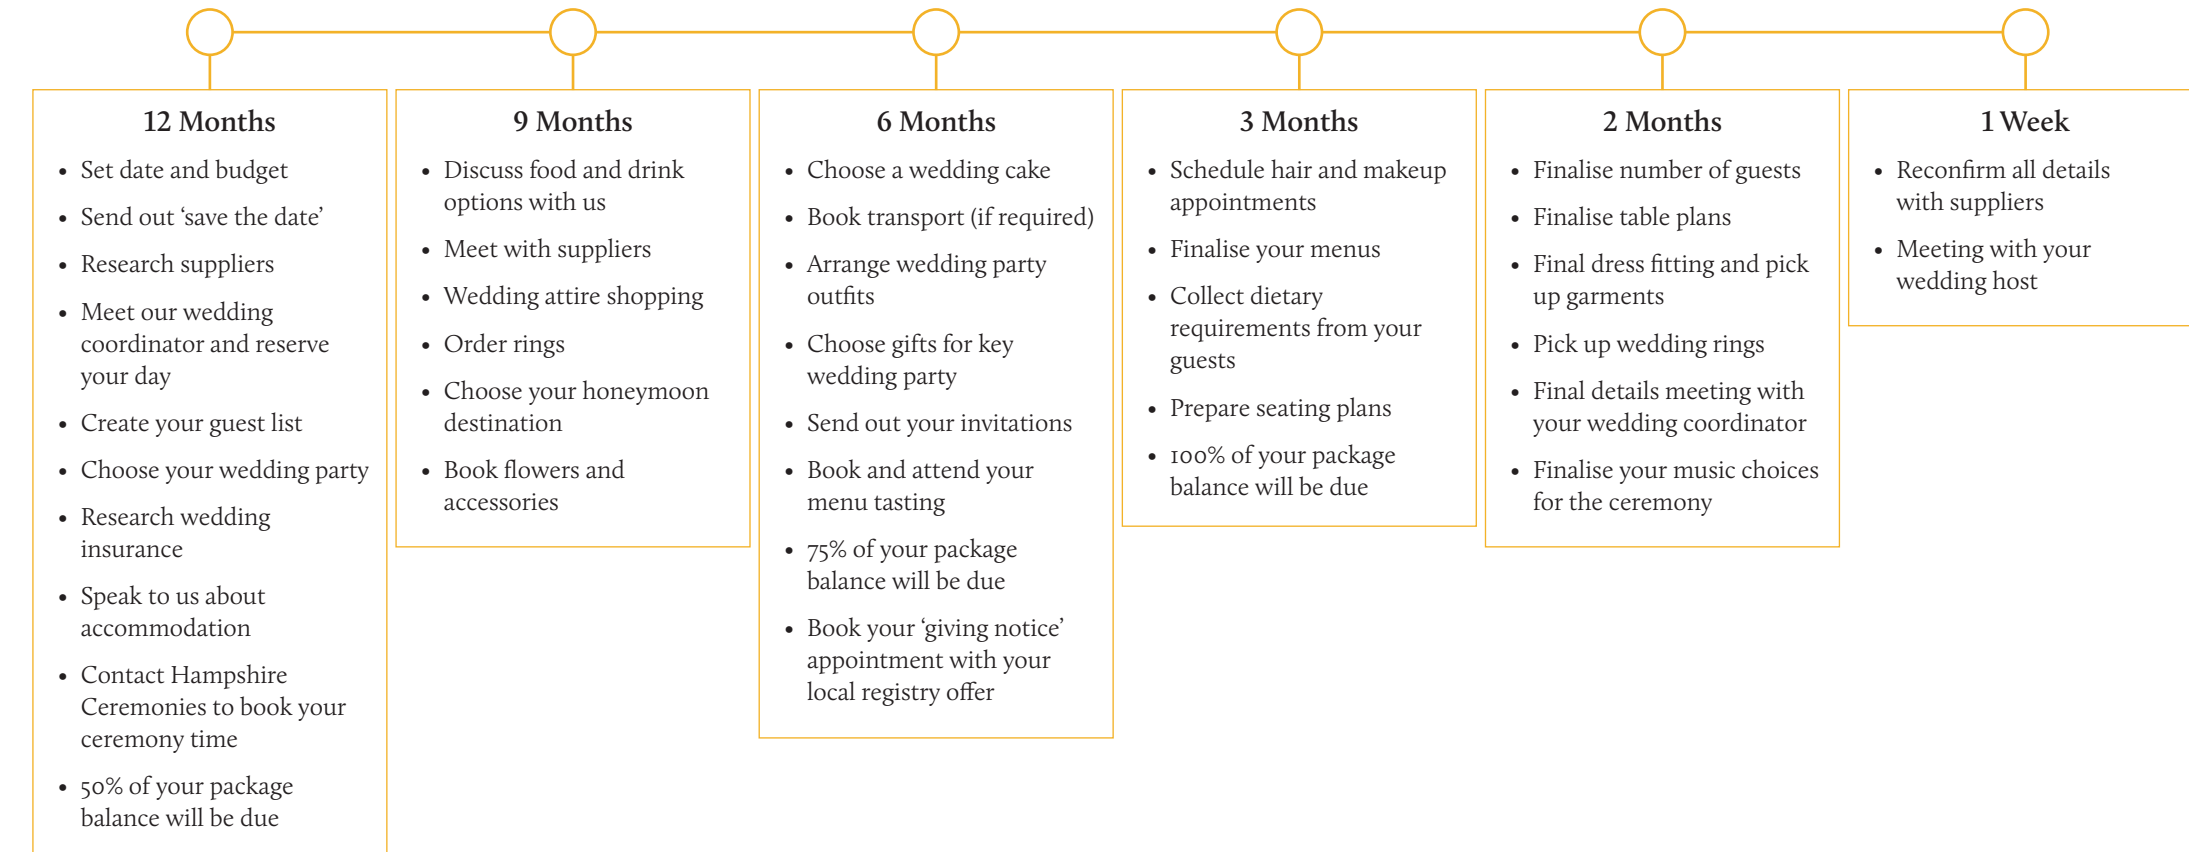 12 Months
• Set date and budget
• Send out ‘save the date’
• Research suppliers
• Meet our wedding
coordinator and reserve
your day
• Create your guest list
• Choose your wedding party
• Research wedding
insurance
• Speak to us about
accommodation
• Contact Hampshire
Ceremonies to book your
ceremony time
• 50% of your package
balance will be due
9 Months
• Discuss food and drink
options with us
• Meet with suppliers
• Wedding attire shopping
• Order rings
• Choose your honeymoon
destination
• Book flowers and
accessories
6 Months
• Choose a wedding cake
• Book transport (if required)
• Arrange wedding party
outfits
• Choose gifts for key
wedding party
• Send out your invitations
• Book and attend your
menu tasting
• 75% of your package
balance will be due
• Book your ‘giving notice’
appointment with your
local registry offer
3 Months
• Schedule hair and makeup
appointments
• Finalise your menus
• Collect dietary
requirements from your
guests
• Prepare seating plans
• 100% of your package
balance will be due
2 Months
• Finalise number of guests
• Finalise table plans
• Final dress fitting and pick
up garments
• Pick up wedding rings
• Final details meeting with
your wedding coordinator
• Finalise your music choices
for the ceremony
1 Week
• Reconfirm all details
with suppliers
• Meeting with your
wedding host